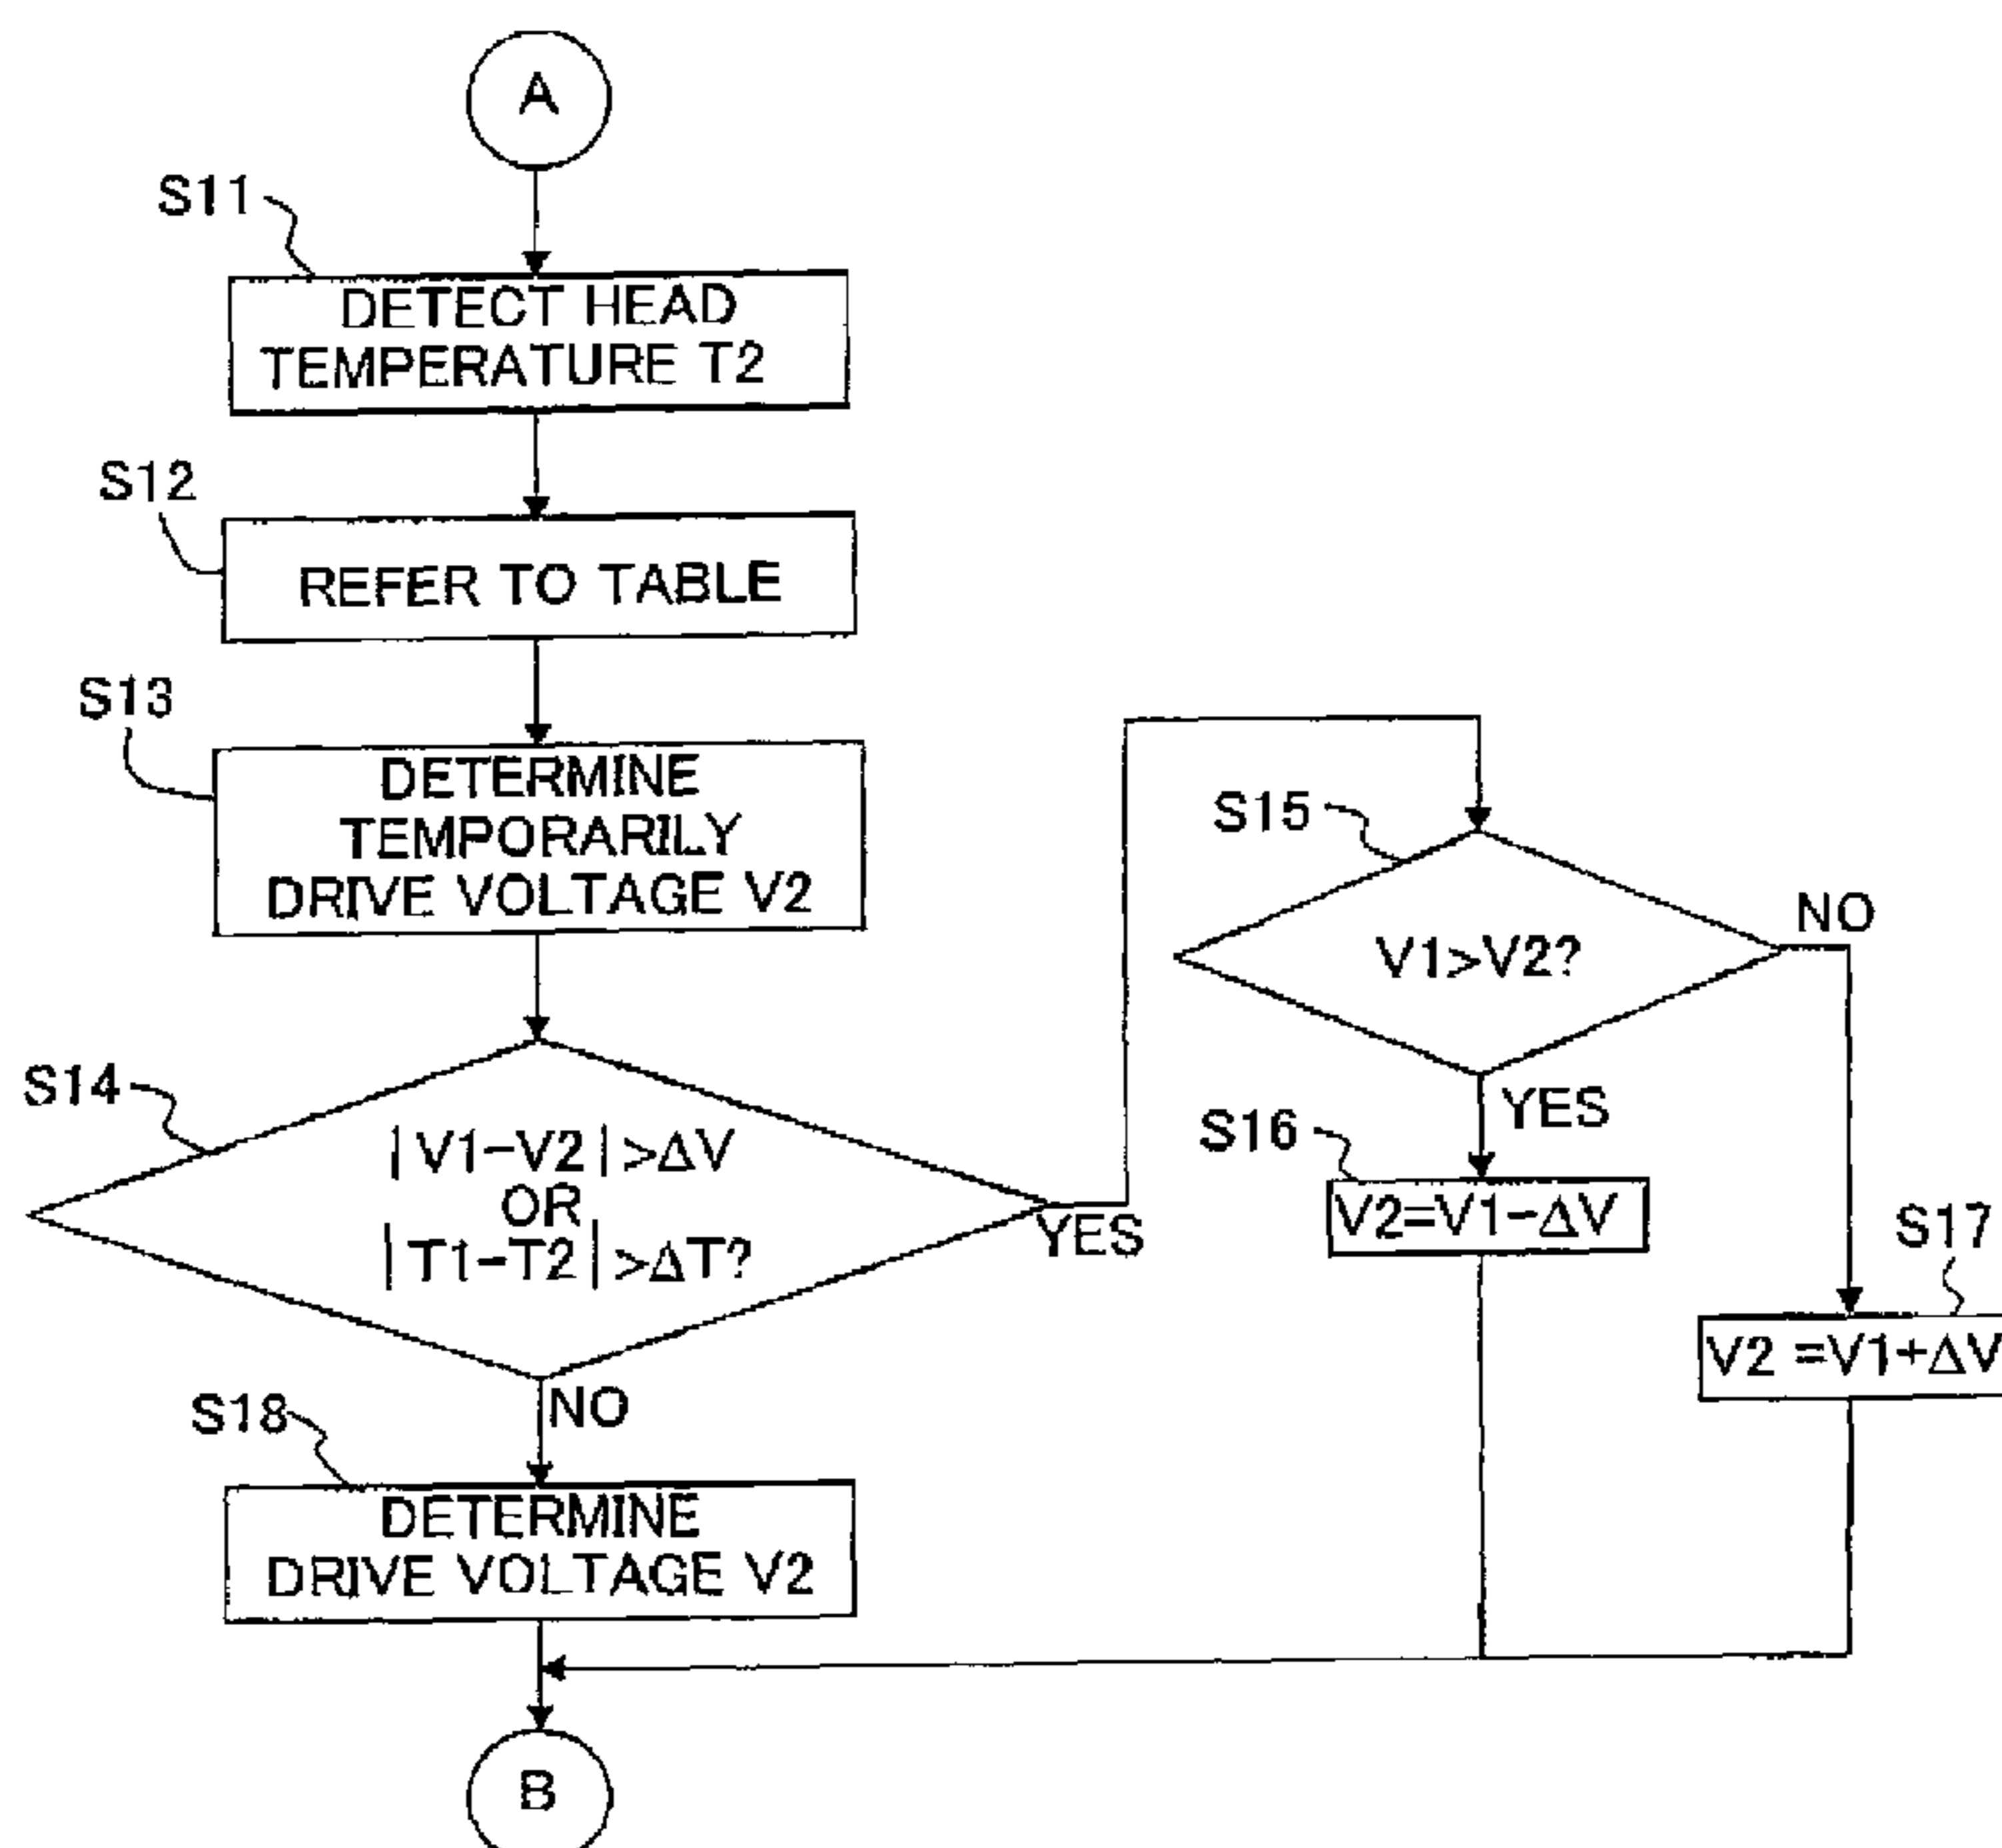 A
S11
DETECT HEAD
TEMPERATURE T2
S12
REFER TO TABLE
S13
DETERMINE
TEMPORARILY
DRIVE VOLTAGE V2
S14
|V1-V2|>ΔV
OR
|T1-T2|>ΔT?
YES
NO
S15
V1>V2?
NO
YES
S16
V2=V1-ΔV
S17
V2 =V1+ΔV
S18
DETERMINE
DRIVE VOLTAGE V2
B